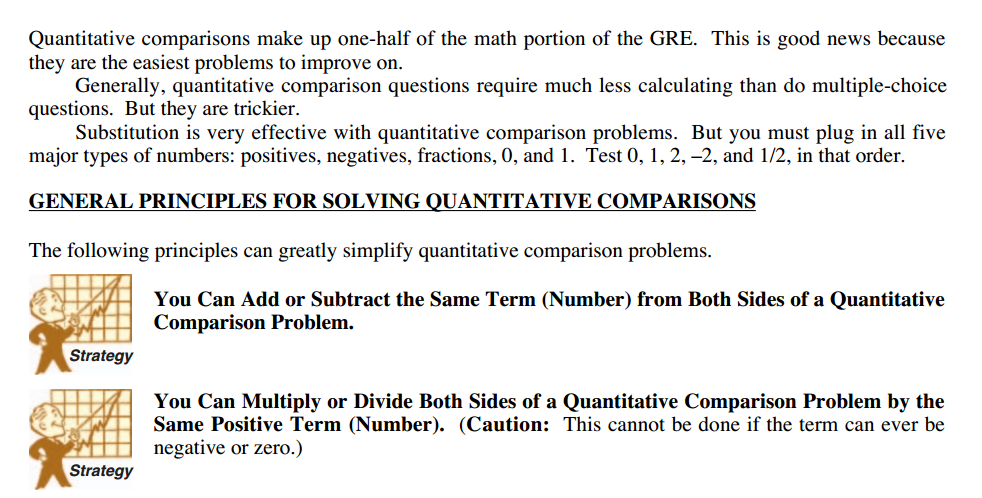 Quantitative comparisons make up one-half of the math portion of the GRE. This is good news because
they are the easiest problems to improve on.
Generally, quantitative comparison questions require much less calculating than do multiple-choice
questions. But they are trickier.
Substitution is very effective with quantitative comparison problems. But you must plug in all five
major types of numbers: positives, negatives, fractions, 0, and 1. Test 0, 1, 2, –2, and 1/2, in that order.
GENERAL PRINCIPLES FOR SOLVING QUANTITATIVE COMPARISONS
The following principles can greatly simplify quantitative comparison problems.
You Can Add or Subtract the Same Term (Number) from Both Sides of a Quantitative
Comparison Problem.
Strategy
You Can Multiply or Divide Both Sides of a Quantitative Comparison Problem by the
Same Positive Term (Number). (Caution: This cannot be done if the term can ever be
negative or zero.)
Strategy